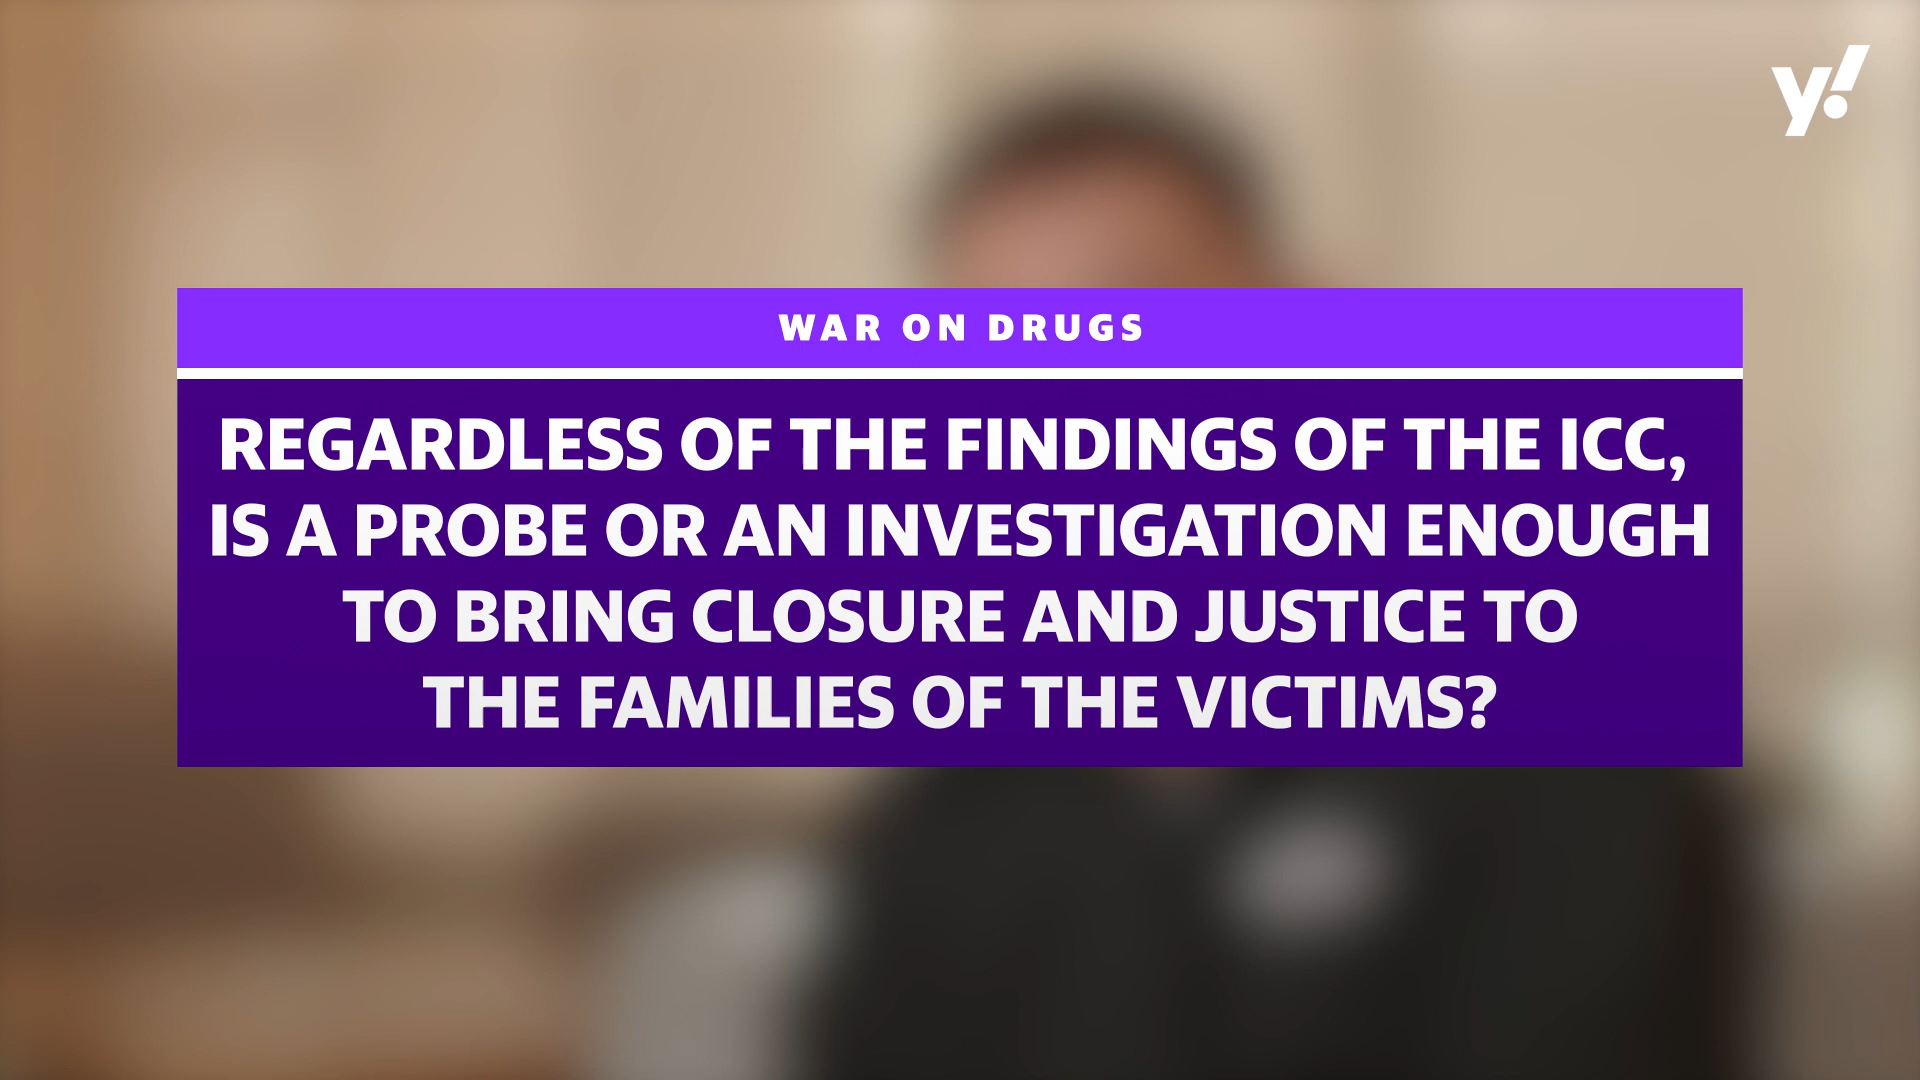 y!
WAR ON DRUGS
REGARDLESS OF THE FINDINGS OF THE ICC,
IS A PROBE OR AN INVESTIGATION ENOUGH
TO BRING CLOSURE AND JUSTICE TO
THE FAMILIES OF THE VICTIMS?